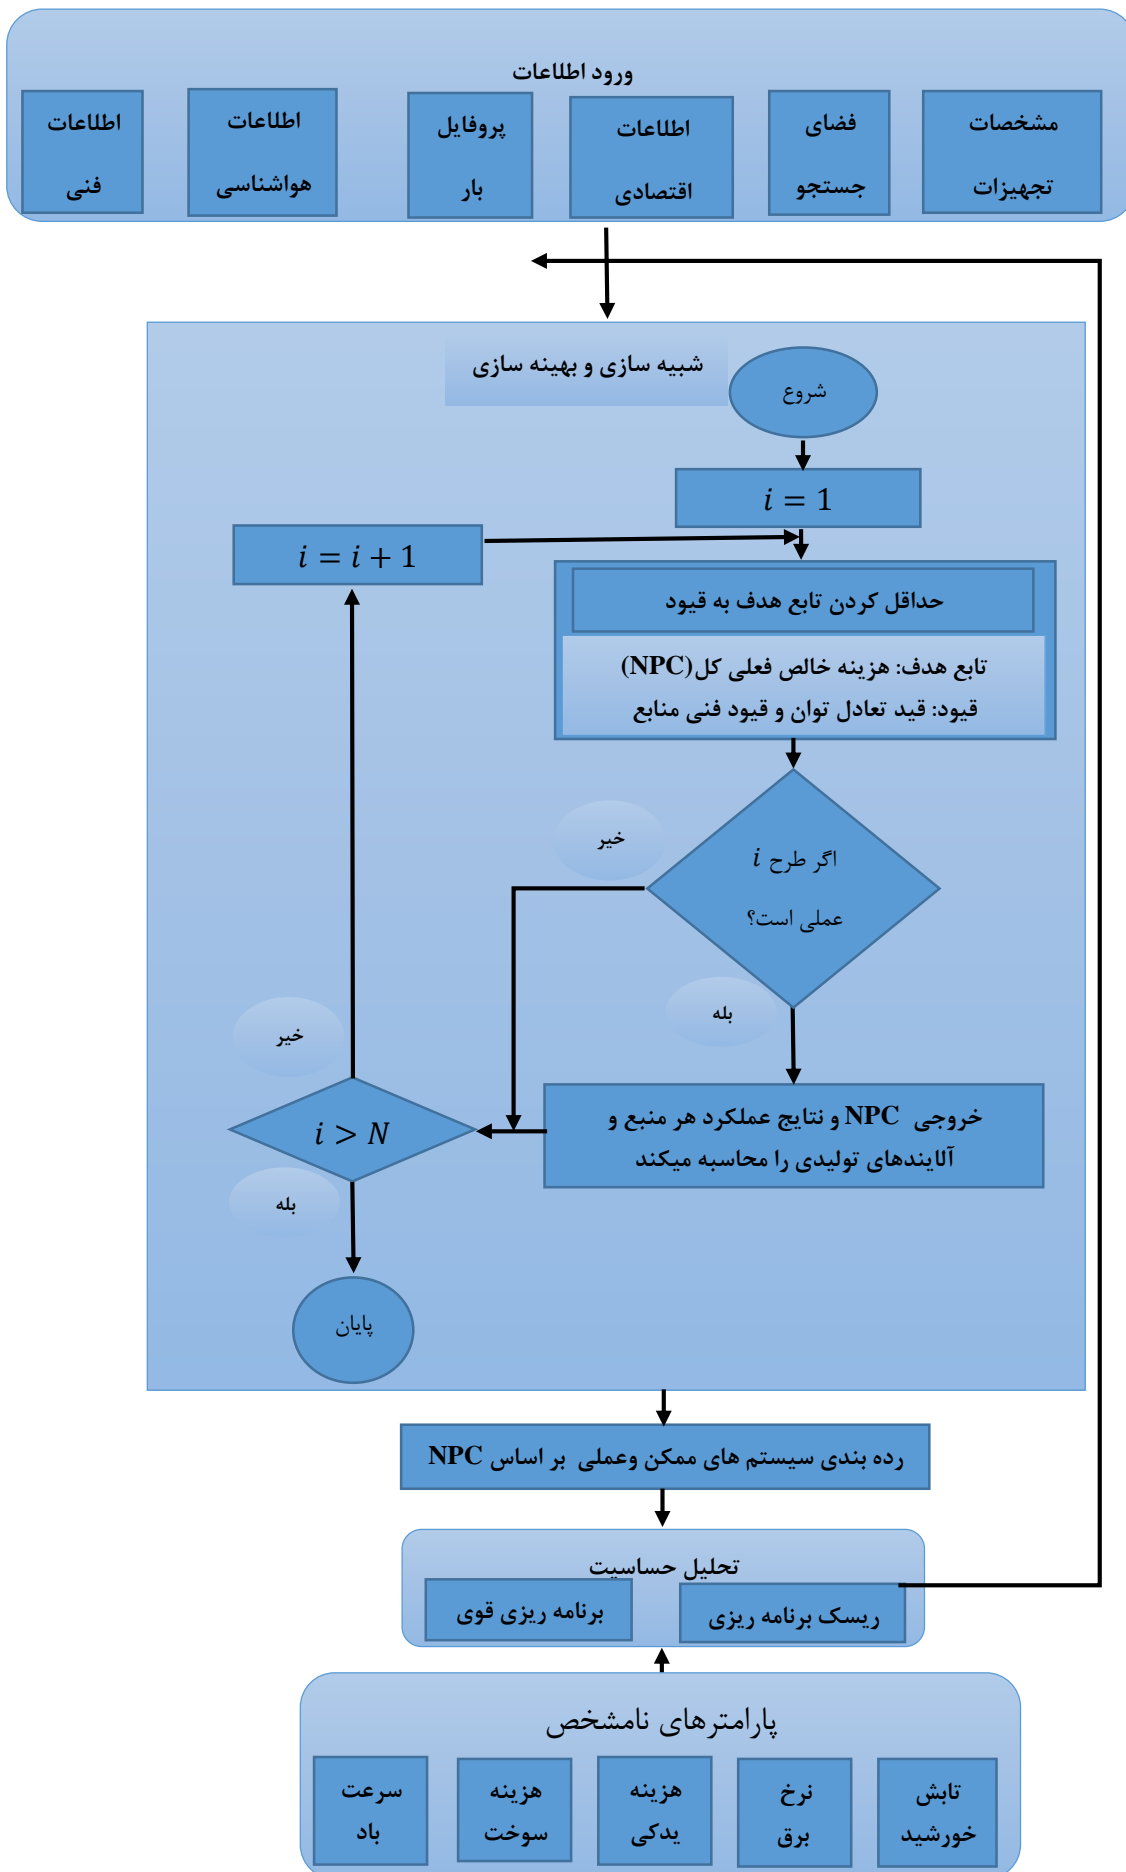 ورود اطلاعات
مشخصات
تجهیزات
فضای
جستجو
اطلاعات
اقتصادی
پروفایل
بار
اطلاعات
هواشناسی
اطلاعات
فنی
شبیه سازی و بهینه سازی
شروع
i = 1
i = i + 1
حداقل کردن تابع هدف به قیود
تابع هدف: هزینه خالص فعلی کل(NPC)
قیود: قید تعادل توان و قیود فنی منابع
خیر
اگر طرح i
عملی است؟
بله
خیر
خروجی NPC و نتایج عملکرد هر منبع و
آلایندهای تولیدی را محاسبه میکند
i > N
بله
پایان
رده بندی سیستم های ممکن وعملی بر اساس NPC
تحلیل حساسیت
ریسک برنامه ریزی
برنامه ریزی قوی
پارامترهای نامشخص
تابش
خورشید
نرخ
برق
هزینه
یدکی
هزینه
سوخت
سرعت
باد